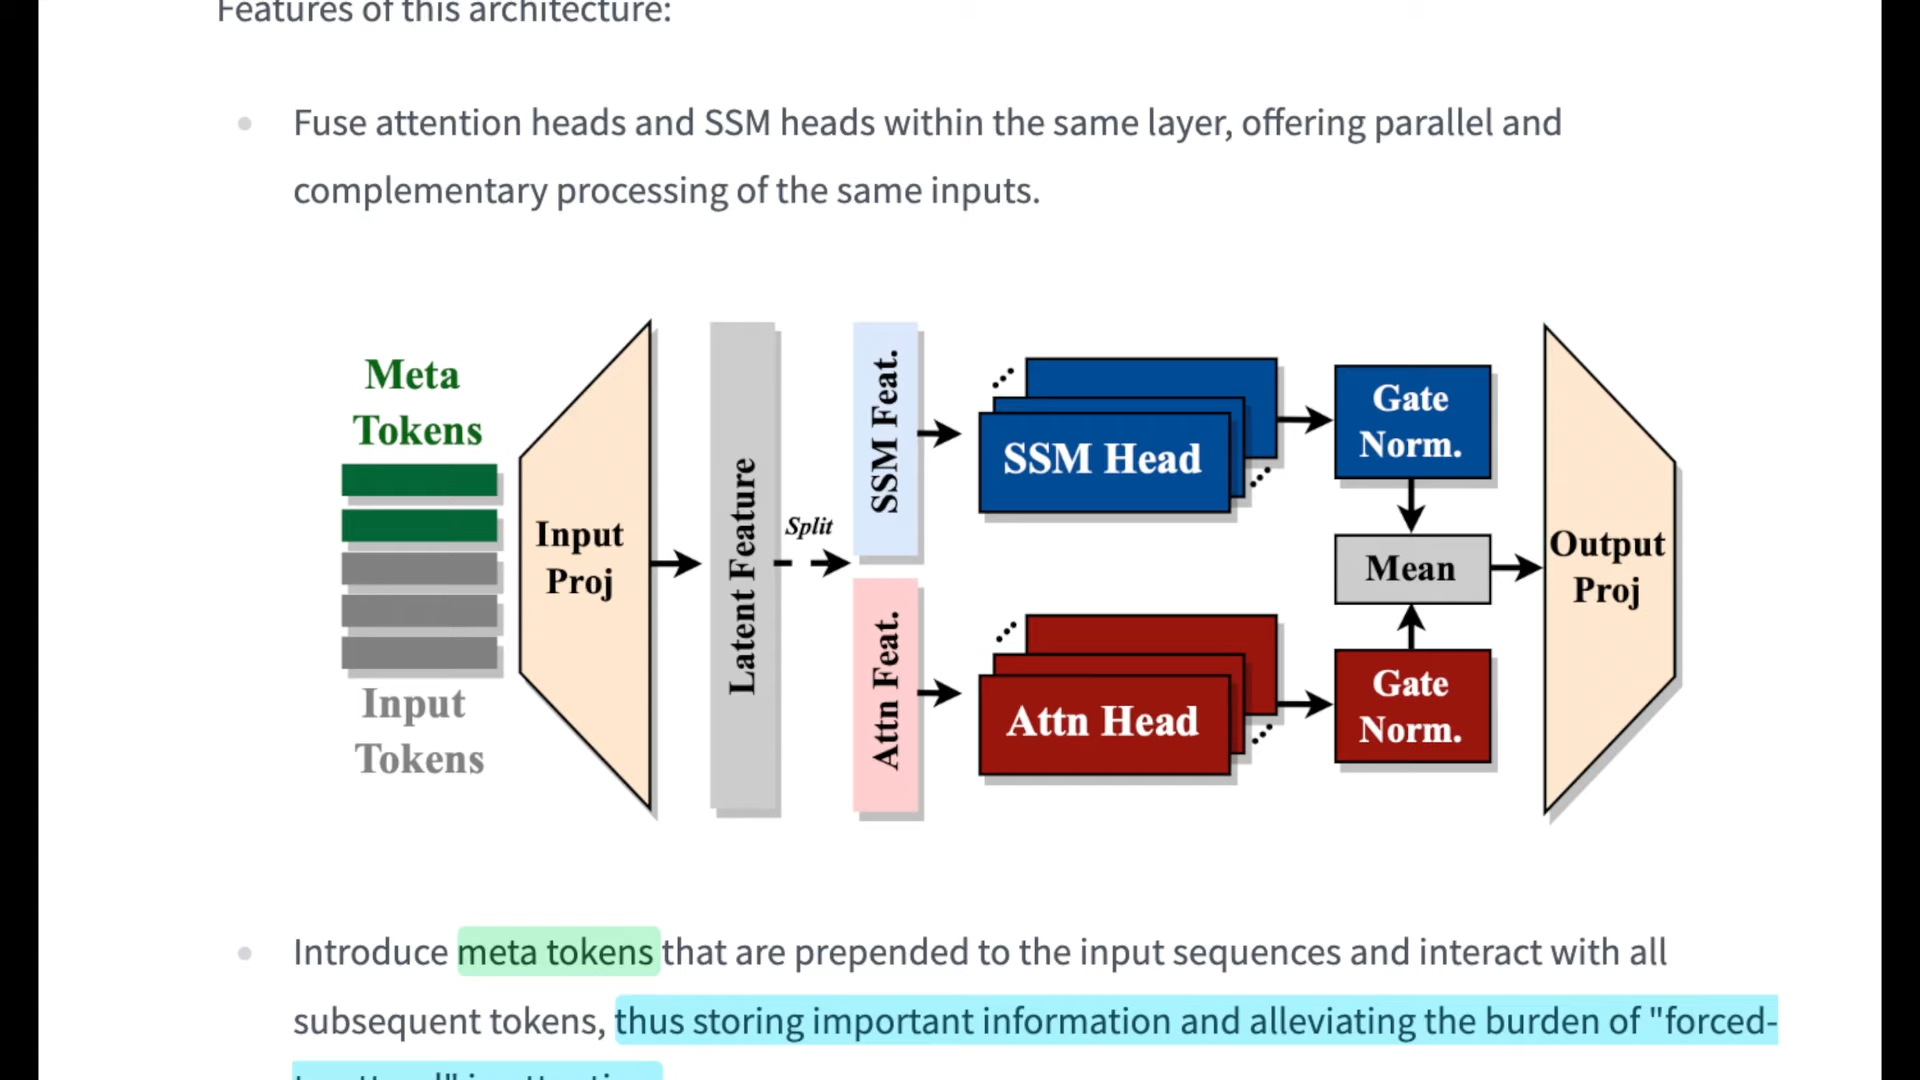 Features of this architecture:
Fuse attention heads and SSM heads within the same layer, offering parallel and
complementary processing of the same inputs.
Meta
Tokens
Input
Tokens
Input
Proj
Latent Feature
Split
SSM Feat.
Attn Feat.
SSM Head
Attn Head
Gate
Norm.
Mean
Gate
Norm.
Output
Proj
Introduce meta tokens that are prepended to the input sequences and interact with all
subsequent tokens, thus storing important information and alleviating the burden of "forced-